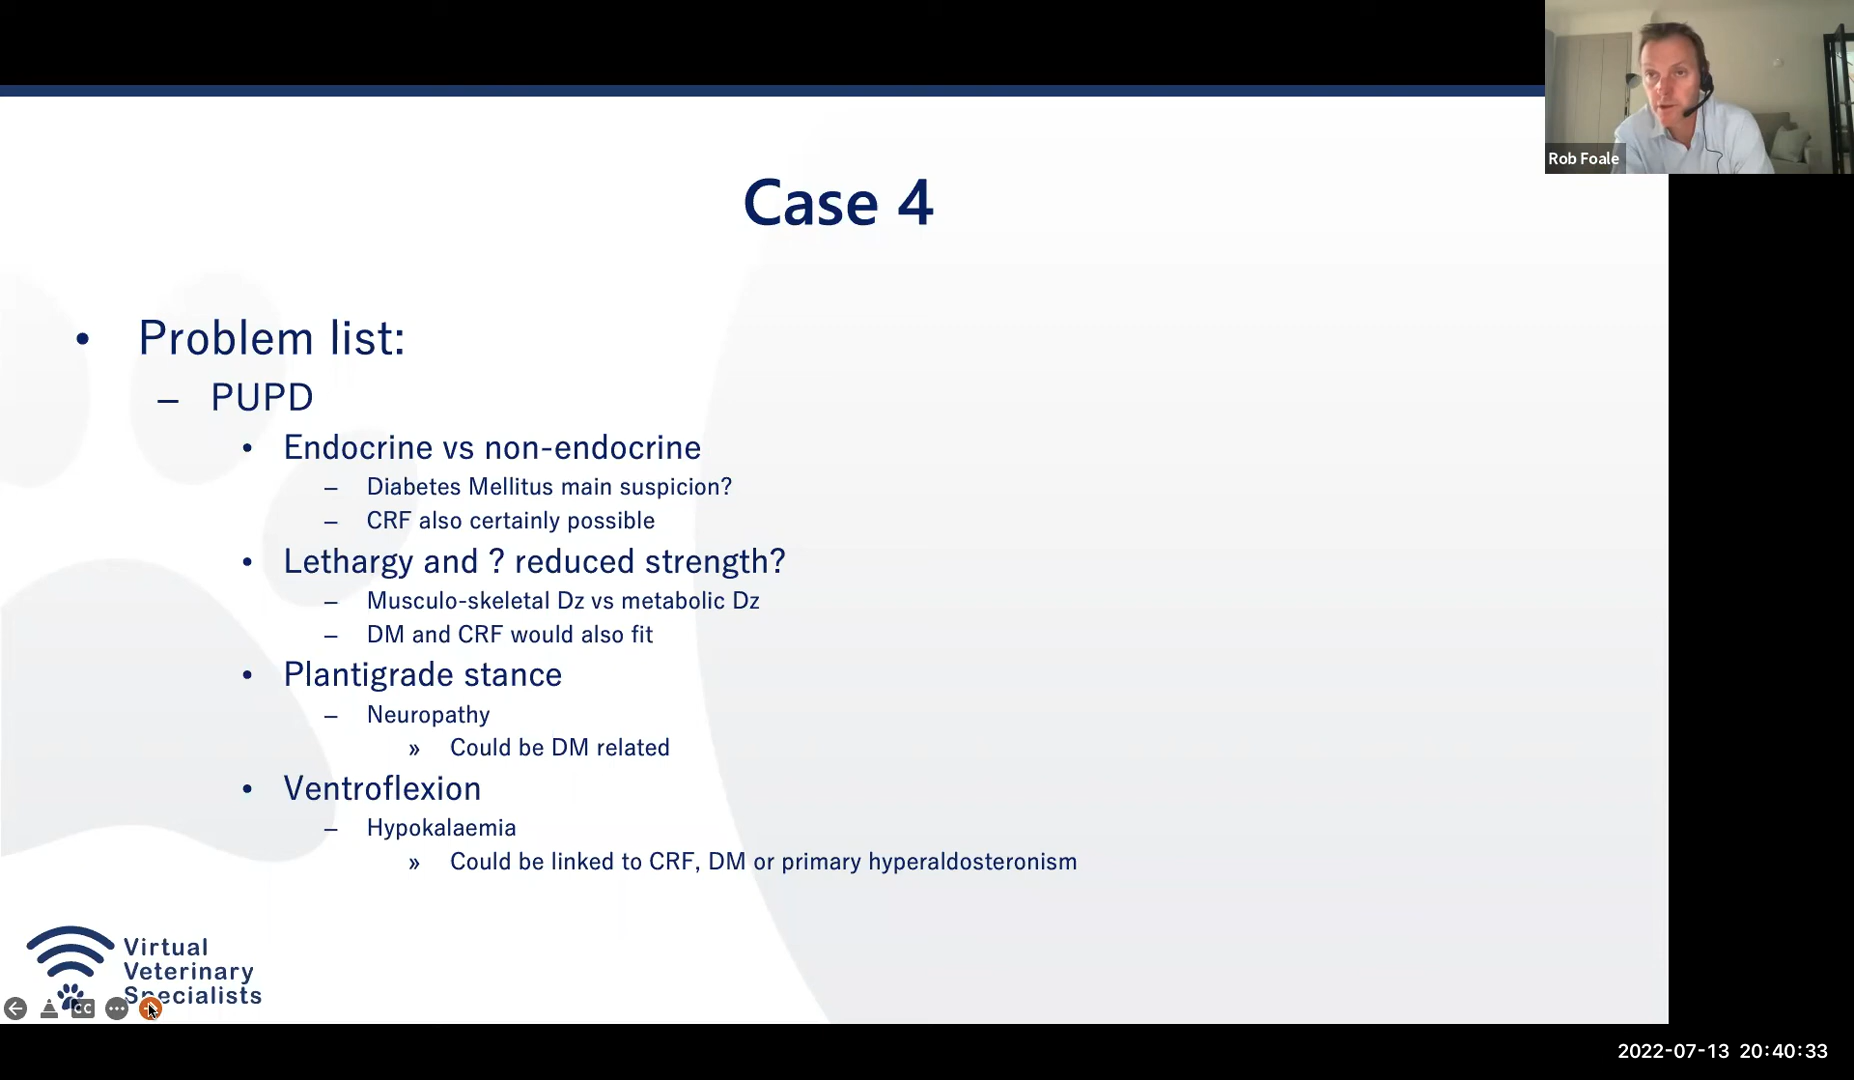 Rob Foale
Case 4
• Problem list:
– PUPD
• Endocrine vs non-endocrine
– Diabetes Mellitus main suspicion?
– CRF also certainly possible
• Lethargy and ? reduced strength?
– Musculo-skeletal Dz vs metabolic Dz
– DM and CRF would also fit
• Plantigrade stance
– Neuropathy
» Could be DM related
• Ventroflexion
– Hypokalaemia
» Could be linked to CRF, DM or primary hyperaldosteronism
Virtual
Veterinary
Specialists
CC
2022-07-13 20:40:33